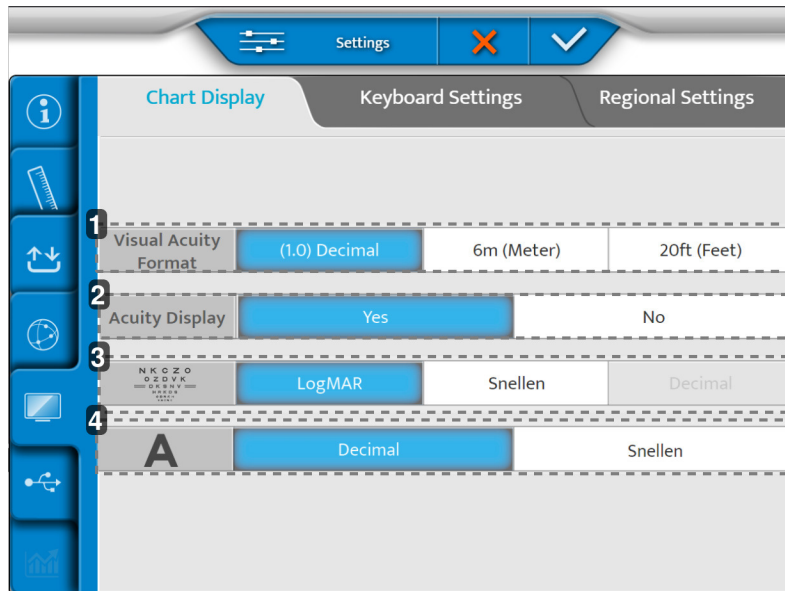 Settings
Chart Display
Keyboard Settings
Regional Settings
1
Visual Acuity
Format
(1.0) Decimal
6m (Meter)
20ft (Feet)
2
Acuity Display
Yes
No
3
N K C Z O
O Z D V K
LogMAR
Snellen
Decimal
4
A
Decimal
Snellen